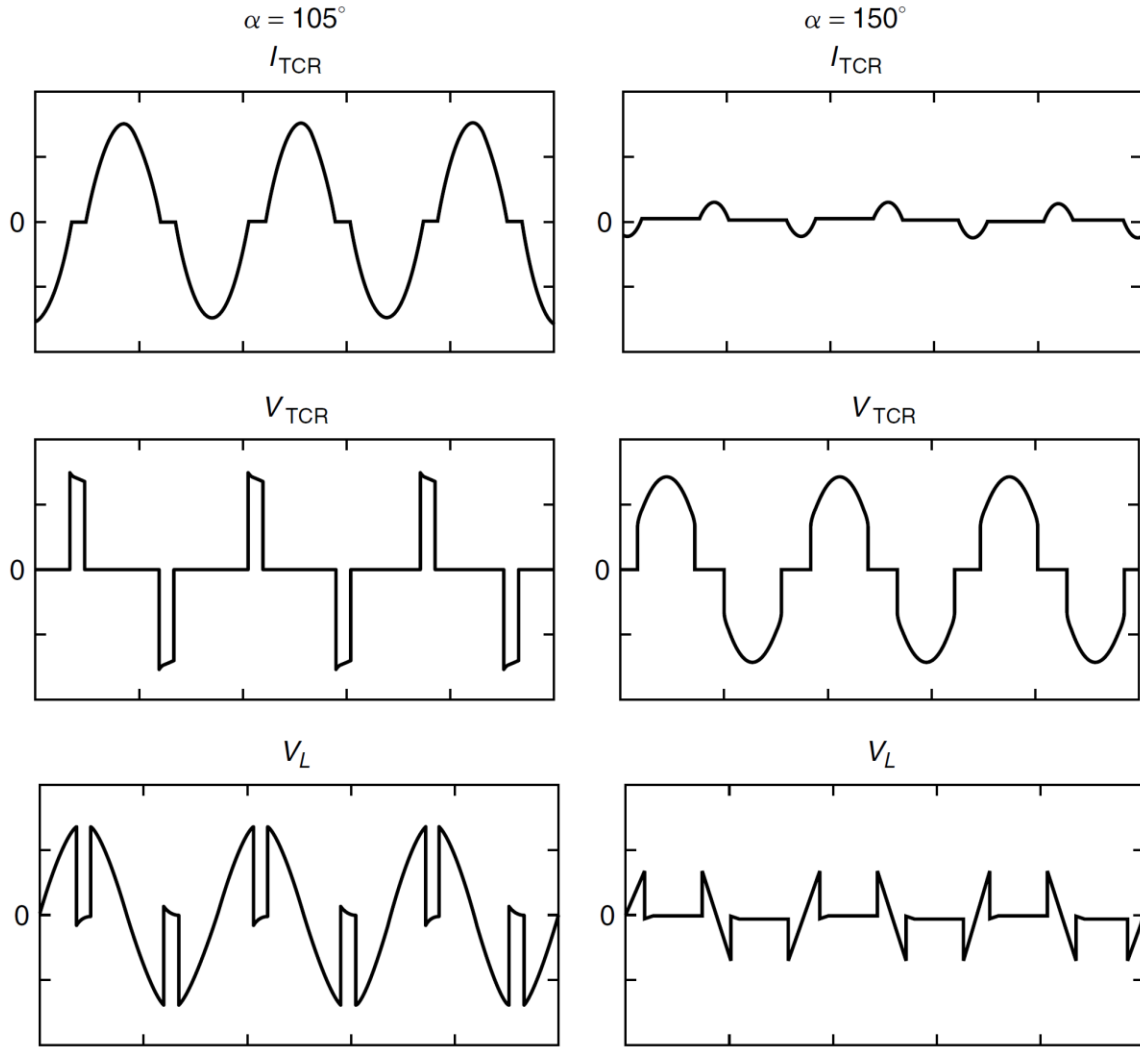 α = 105°
I_TCR
0
V_TCR
0
V_L
0
α = 150°
I_TCR
0
V_TCR
0
V_L
0